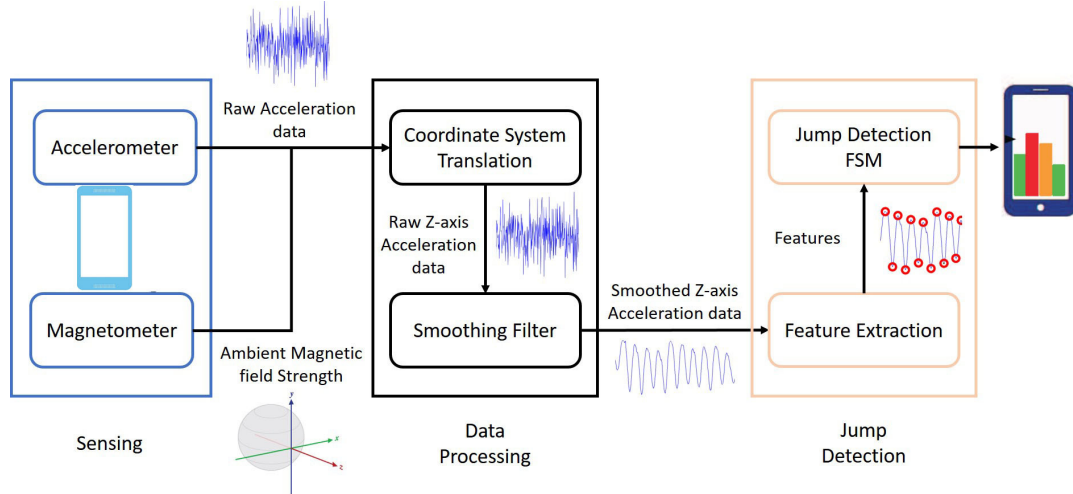 Raw Acceleration
data
Accelerometer
Magnetometer
Ambient Magnetic
field Strength
Sensing
y
x
z
Coordinate System
Translation
Raw Z-axis
Acceleration
data
Smoothing Filter
Data
Processing
Smoothed Z-axis
Acceleration data
Jump Detection
FSM
Features
Feature Extraction
Jump
Detection